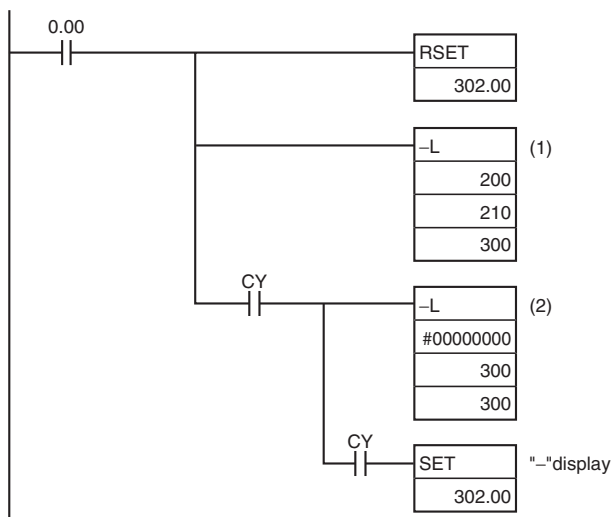 0.00
RSET
302.00
–L (1)
200
210
300
CY
–L (2)
#00000000
300
300
CY
SET "–"display
302.00